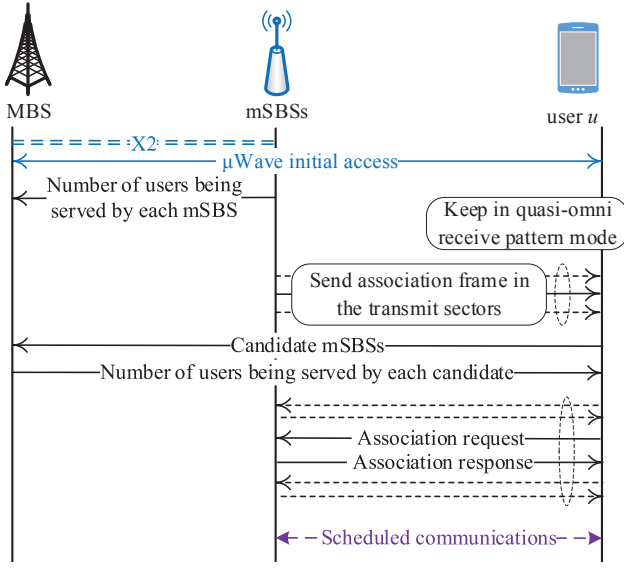 MBS
mSBSs
user u
X2
μWave initial access
Number of users being
served by each mSBS
Keep in quasi-omni
receive pattern mode
Send association frame in
the transmit sectors
Candidate mSBSs
Number of users being served by each candidate
Association request
Association response
Scheduled communications